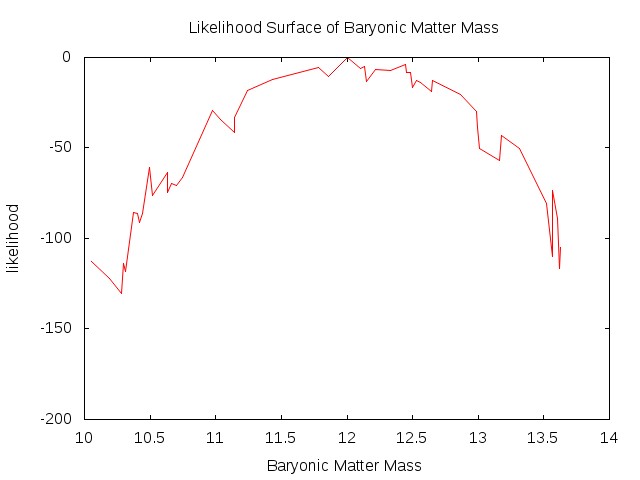 Likelihood Surface of Baryonic Matter Mass
0
-50
-100
-150
-200
likelihood
10 10.5 11 11.5 12 12.5 13 13.5 14
Baryonic Matter Mass